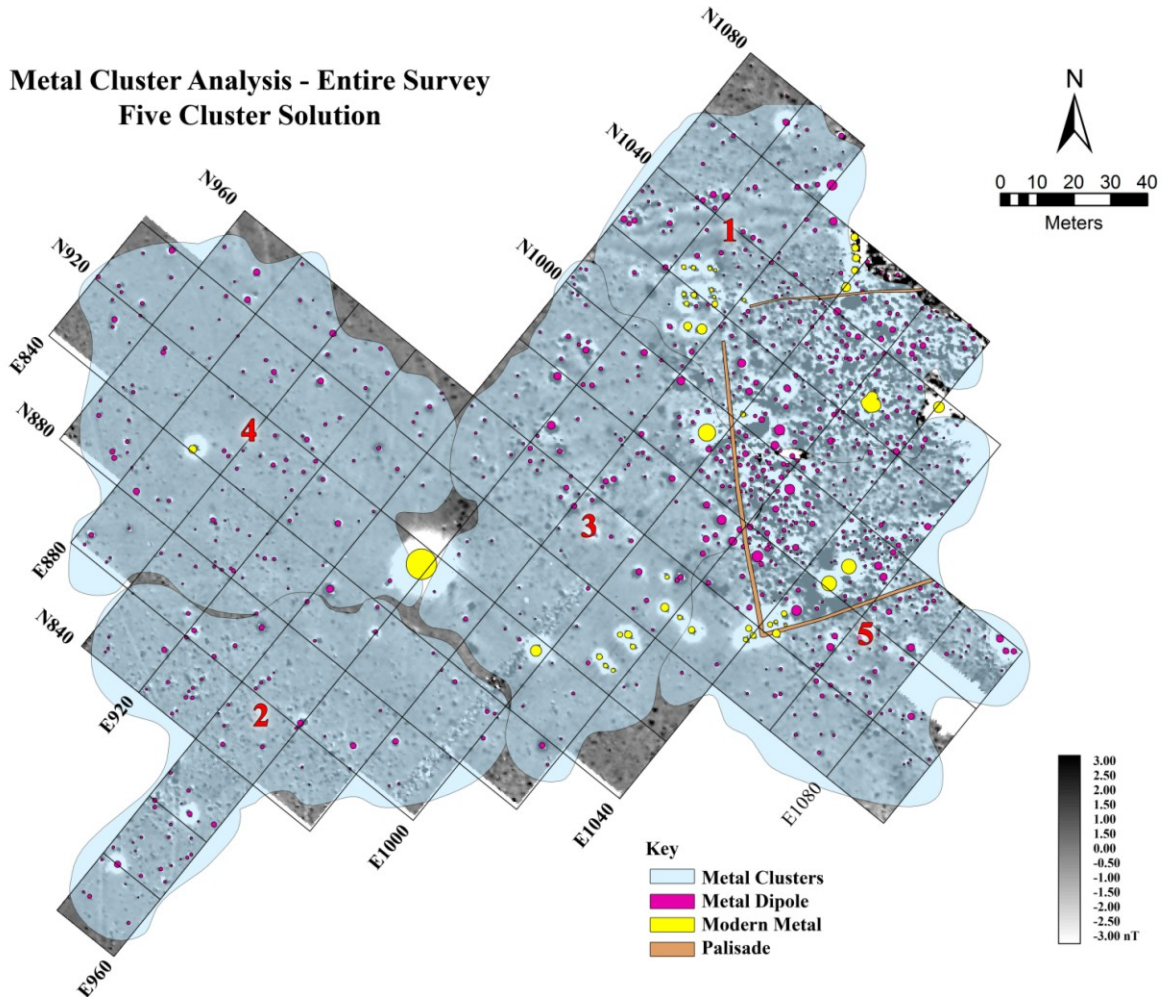 Metal Cluster Analysis - Entire Survey
Five Cluster Solution
N1080
N
N1040
0 10 20 30 40
Meters
N960
1
N1000
N920
E840
4
N880
3
E880
5
N840
E920
2
E1080
E1040
E1000
E960
Key
Metal Clusters
Metal Dipole
Modern Metal
Palisade
3.00
2.50
2.00
1.50
1.00
0.50
0.00
-0.50
-1.00
-1.50
-2.00
-2.50
-3.00 nT